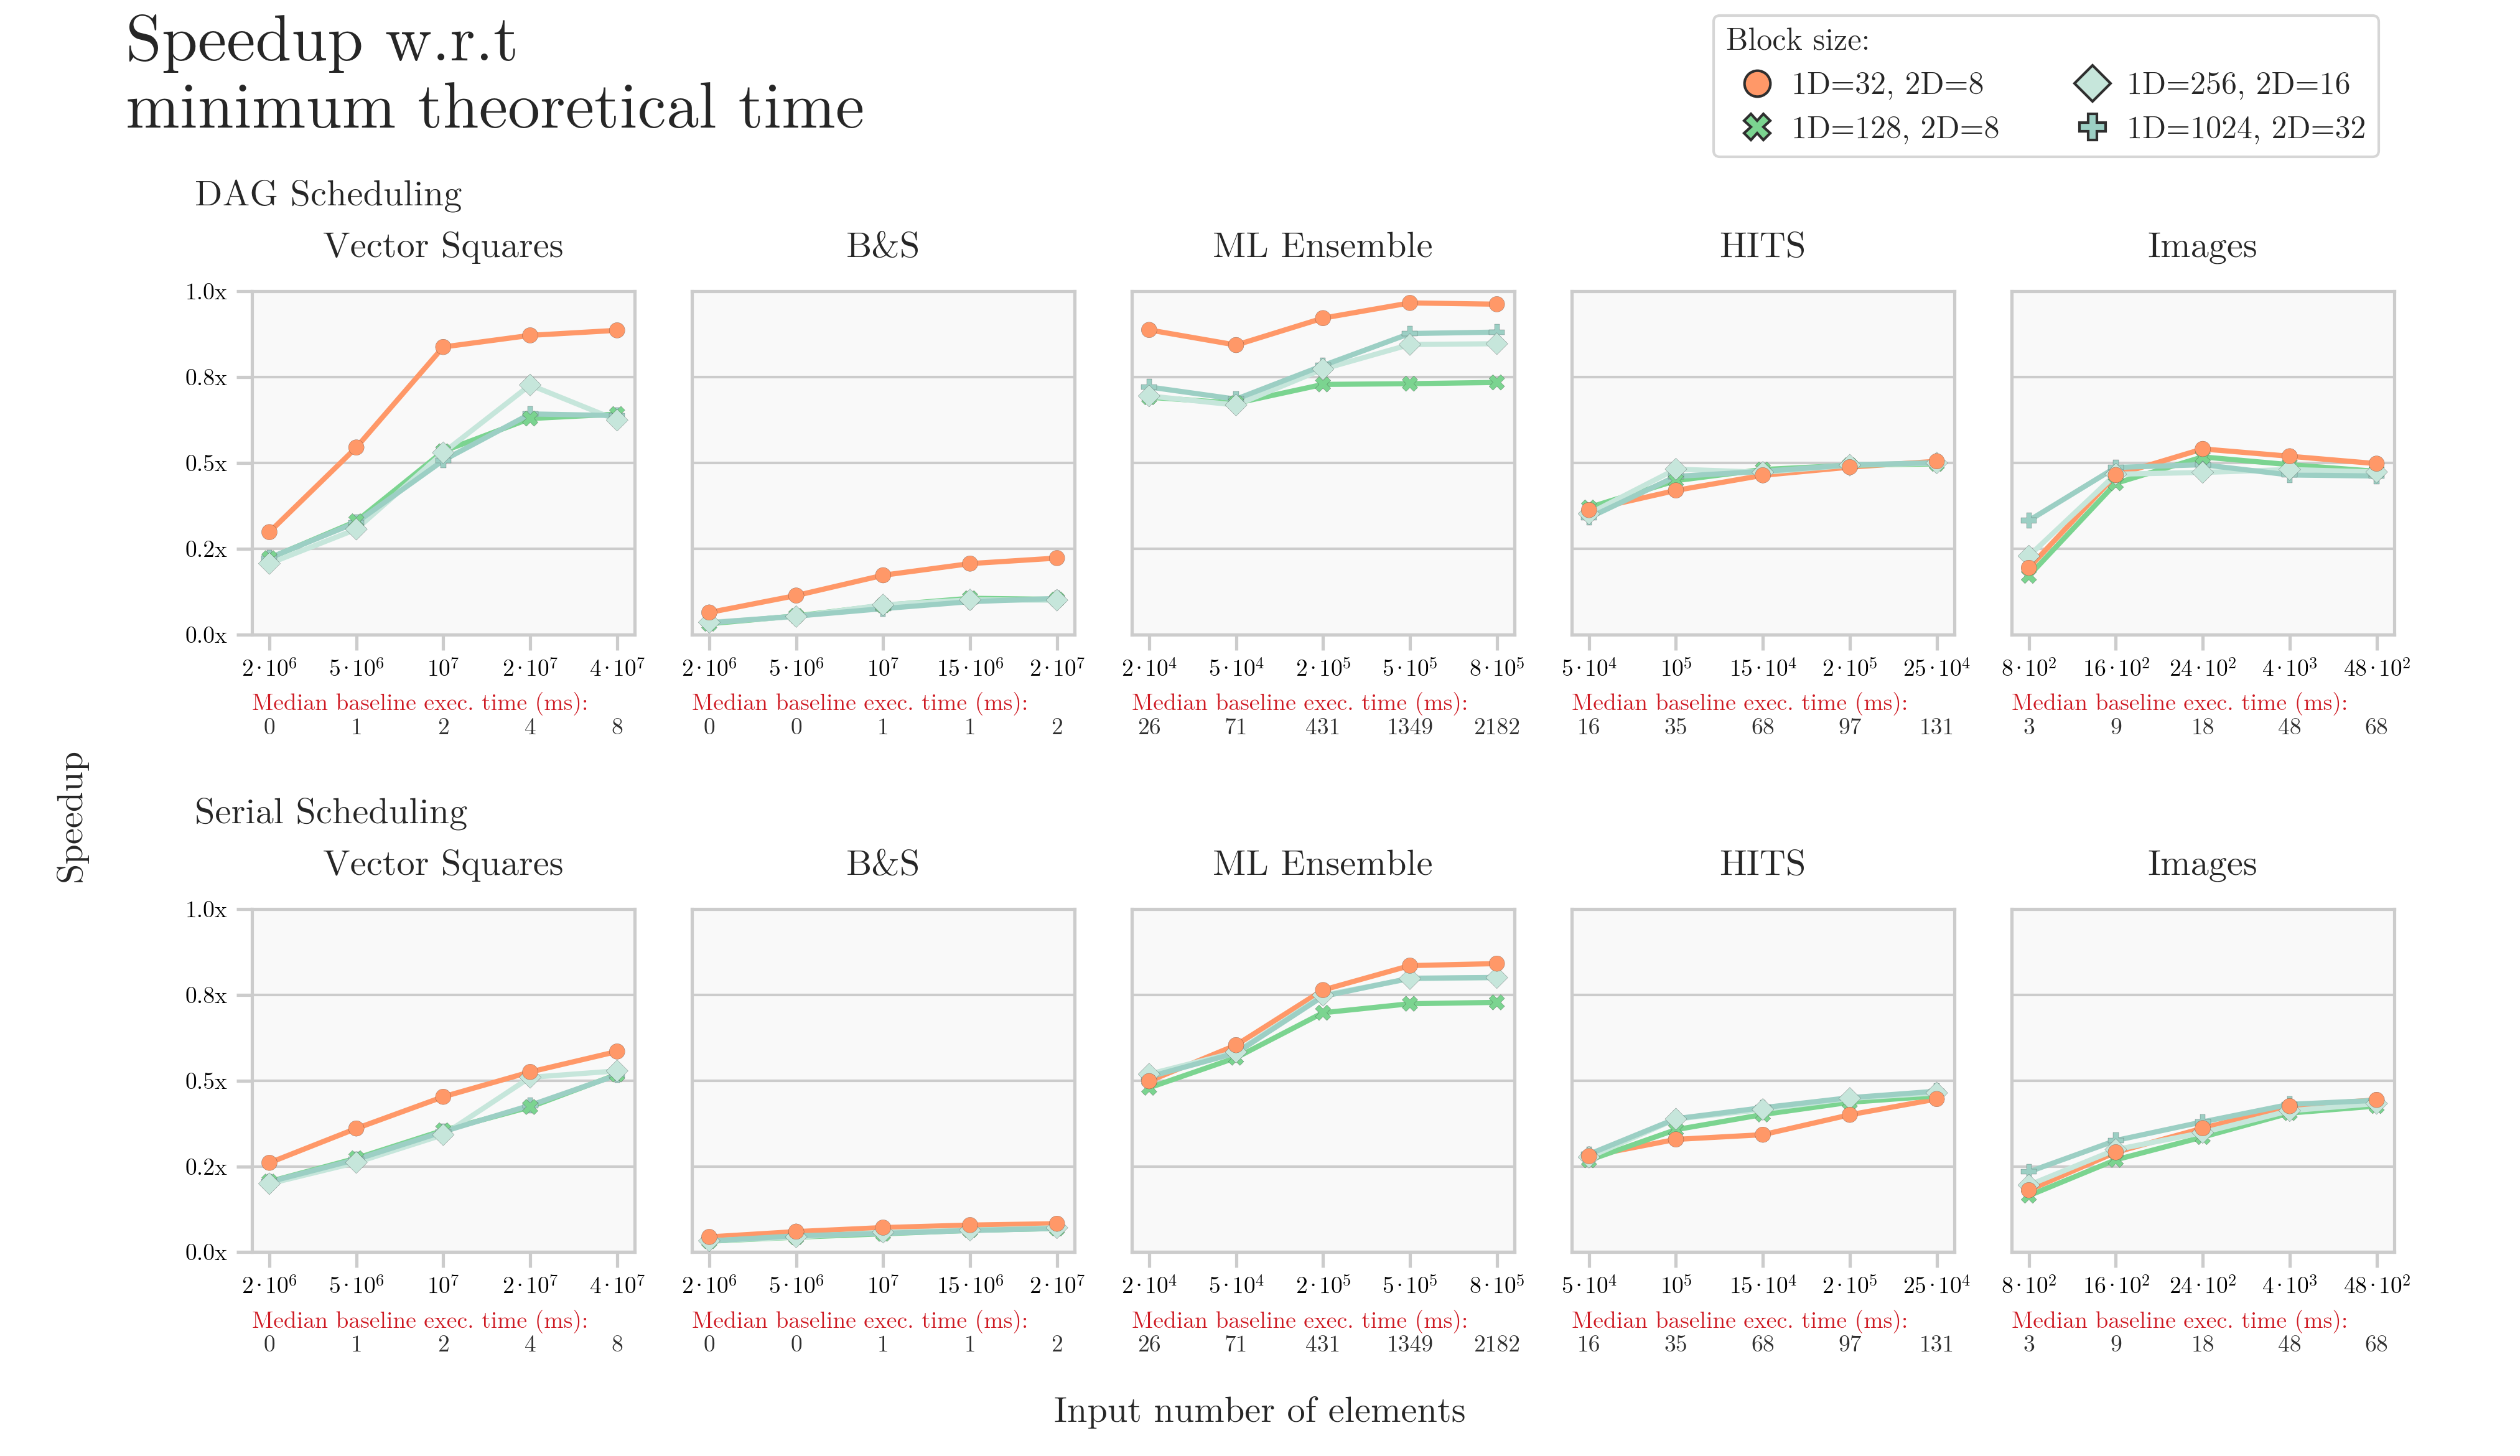 Speedup w.r.t
minimum theoretical time
Block size:
1D=32, 2D=8
1D=256, 2D=16
1D=128, 2D=8
1D=1024, 2D=32
DAG Scheduling
Vector Squares
B&S
ML Ensemble
HITS
Images
1.0x
0.8x
0.5x
0.2x
0.0x
2·10⁶ 5·10⁶ 10⁷ 2·10⁷ 4·10⁷
2·10⁶ 5·10⁶ 10⁷ 15·10⁶ 2·10⁷
2·10⁴ 5·10⁴ 2·10⁵ 5·10⁵ 8·10⁵
5·10⁴ 10⁵ 15·10⁴ 2·10⁵ 25·10⁴
8·10² 16·10² 24·10² 4·10³ 48·10²
Median baseline exec. time (ms):
0 1 2 4 8
Median baseline exec. time (ms):
0 0 1 1 2
Median baseline exec. time (ms):
26 71 431 1349 2182
Median baseline exec. time (ms):
16 35 68 97 131
Median baseline exec. time (ms):
3 9 18 48 68
Speedup
Serial Scheduling
Vector Squares
B&S
ML Ensemble
HITS
Images
1.0x
0.8x
0.5x
0.2x
0.0x
2·10⁶ 5·10⁶ 10⁷ 2·10⁷ 4·10⁷
2·10⁶ 5·10⁶ 10⁷ 15·10⁶ 2·10⁷
2·10⁴ 5·10⁴ 2·10⁵ 5·10⁵ 8·10⁵
5·10⁴ 10⁵ 15·10⁴ 2·10⁵ 25·10⁴
8·10² 16·10² 24·10² 4·10³ 48·10²
Median baseline exec. time (ms):
0 1 2 4 8
Median baseline exec. time (ms):
0 0 1 1 2
Median baseline exec. time (ms):
26 71 431 1349 2182
Median baseline exec. time (ms):
16 35 68 97 131
Median baseline exec. time (ms):
3 9 18 48 68
Input number of elements